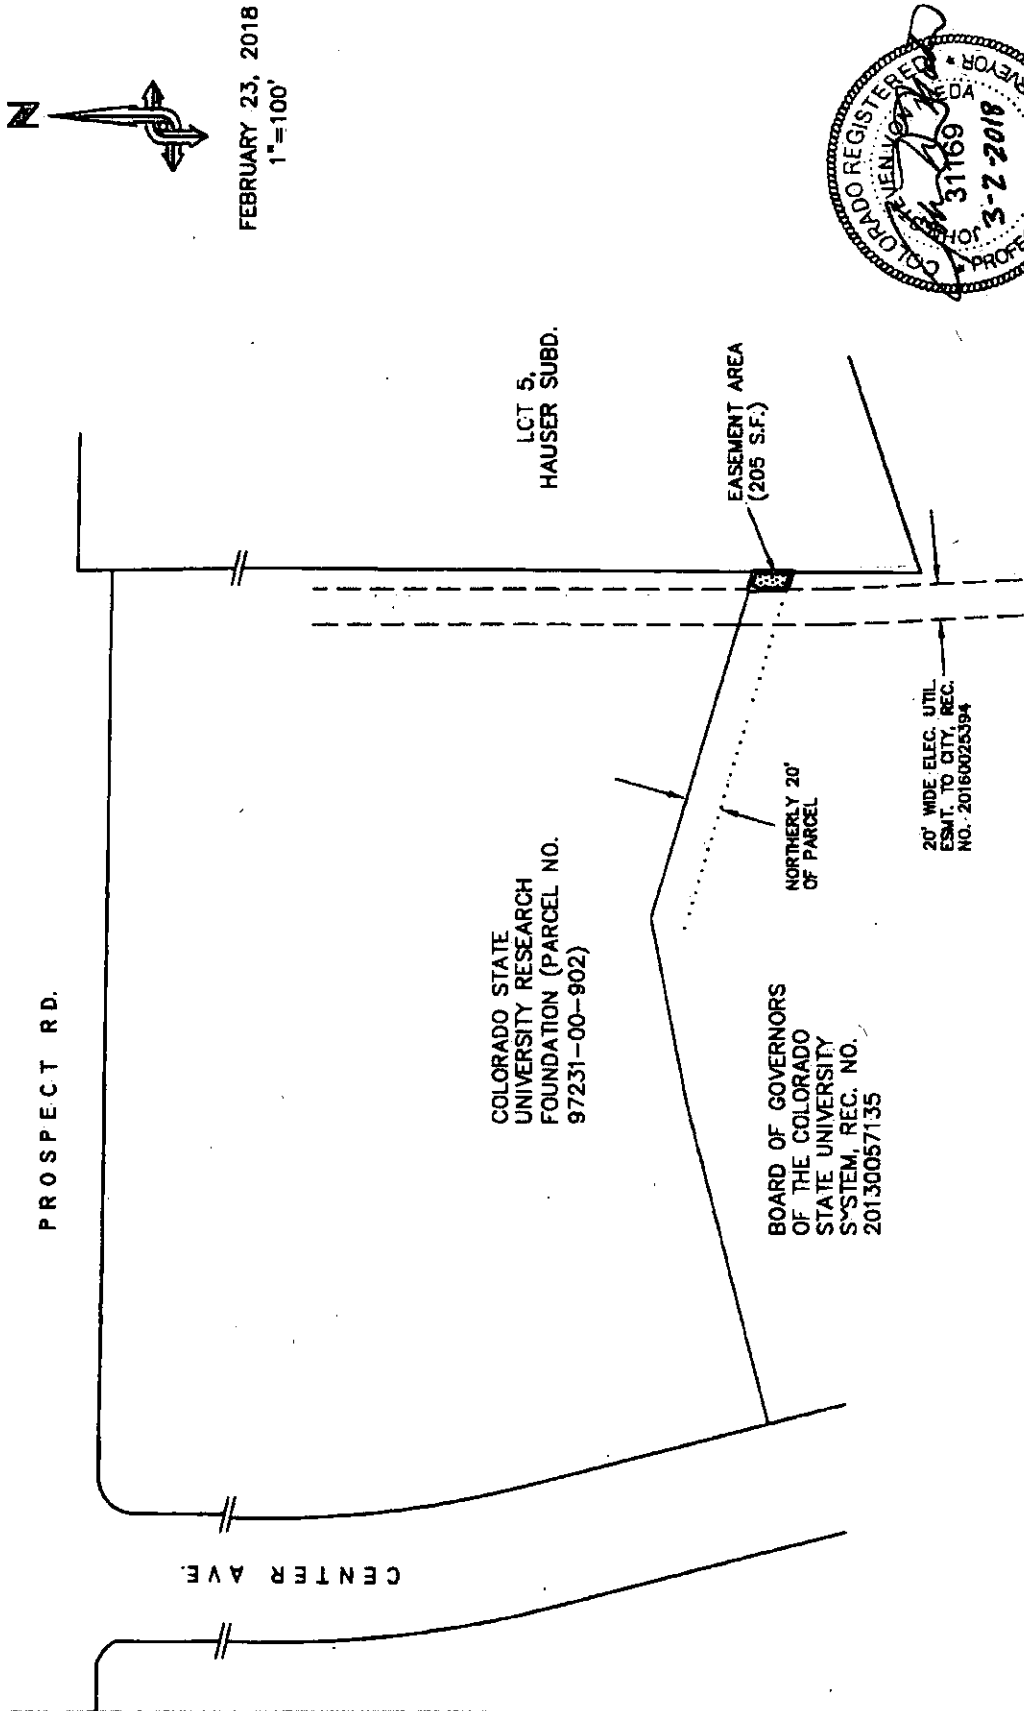 N
FEBRUARY 23, 2018
1"=100'
PROSPECT RD.
CENTER AVE.
LOT 5,
HAUSER SUBD.
COLORADO STATE
UNIVERSITY RESEARCH
FOUNDATION (PARCEL NO.
97231-00-902)
EASEMENT AREA
(205 S.F.)
NORTHERLY 20'
OF PARCEL
BOARD OF GOVERNORS
OF THE COLORADO
STATE UNIVERSITY
SYSTEM, REC. NO.
20130057135
20' WIDE ELEC. UTIL.
ESMT. TO CITY, REC.
NO. 20160025394
COLORADO REGISTERED
31169
3-2-2018